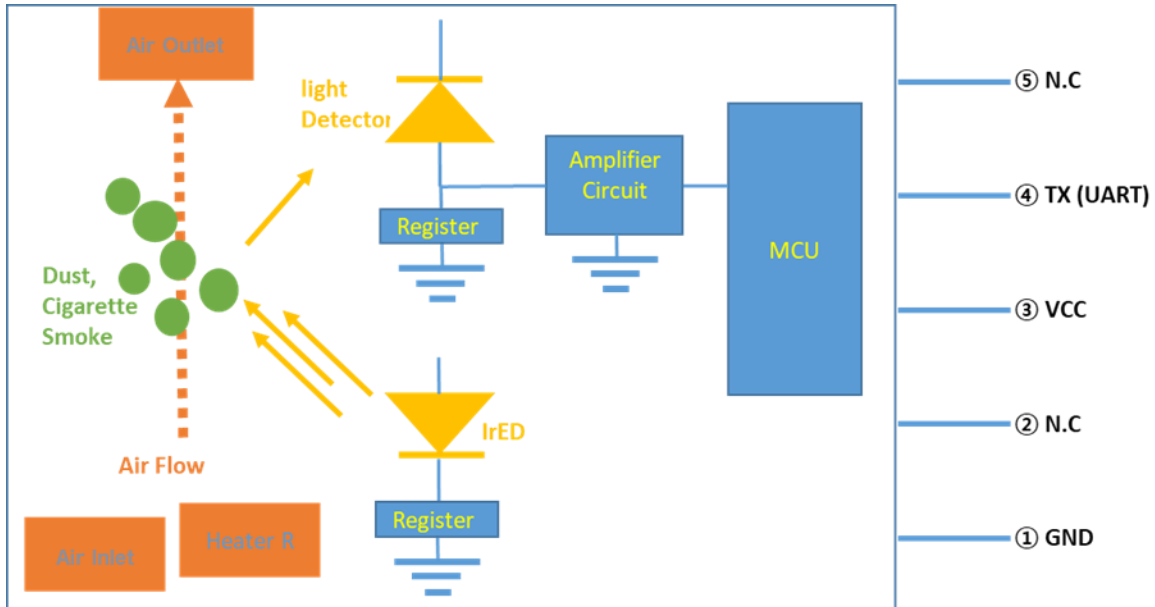 Air Outlet
light
Detector
Amplifier
Circuit
Register
MCU
Dust,
Cigarette
Smoke
IrED
Air Flow
Register
Air Inlet
Heater R
⑤ N.C
④ TX (UART)
③ VCC
② N.C
① GND